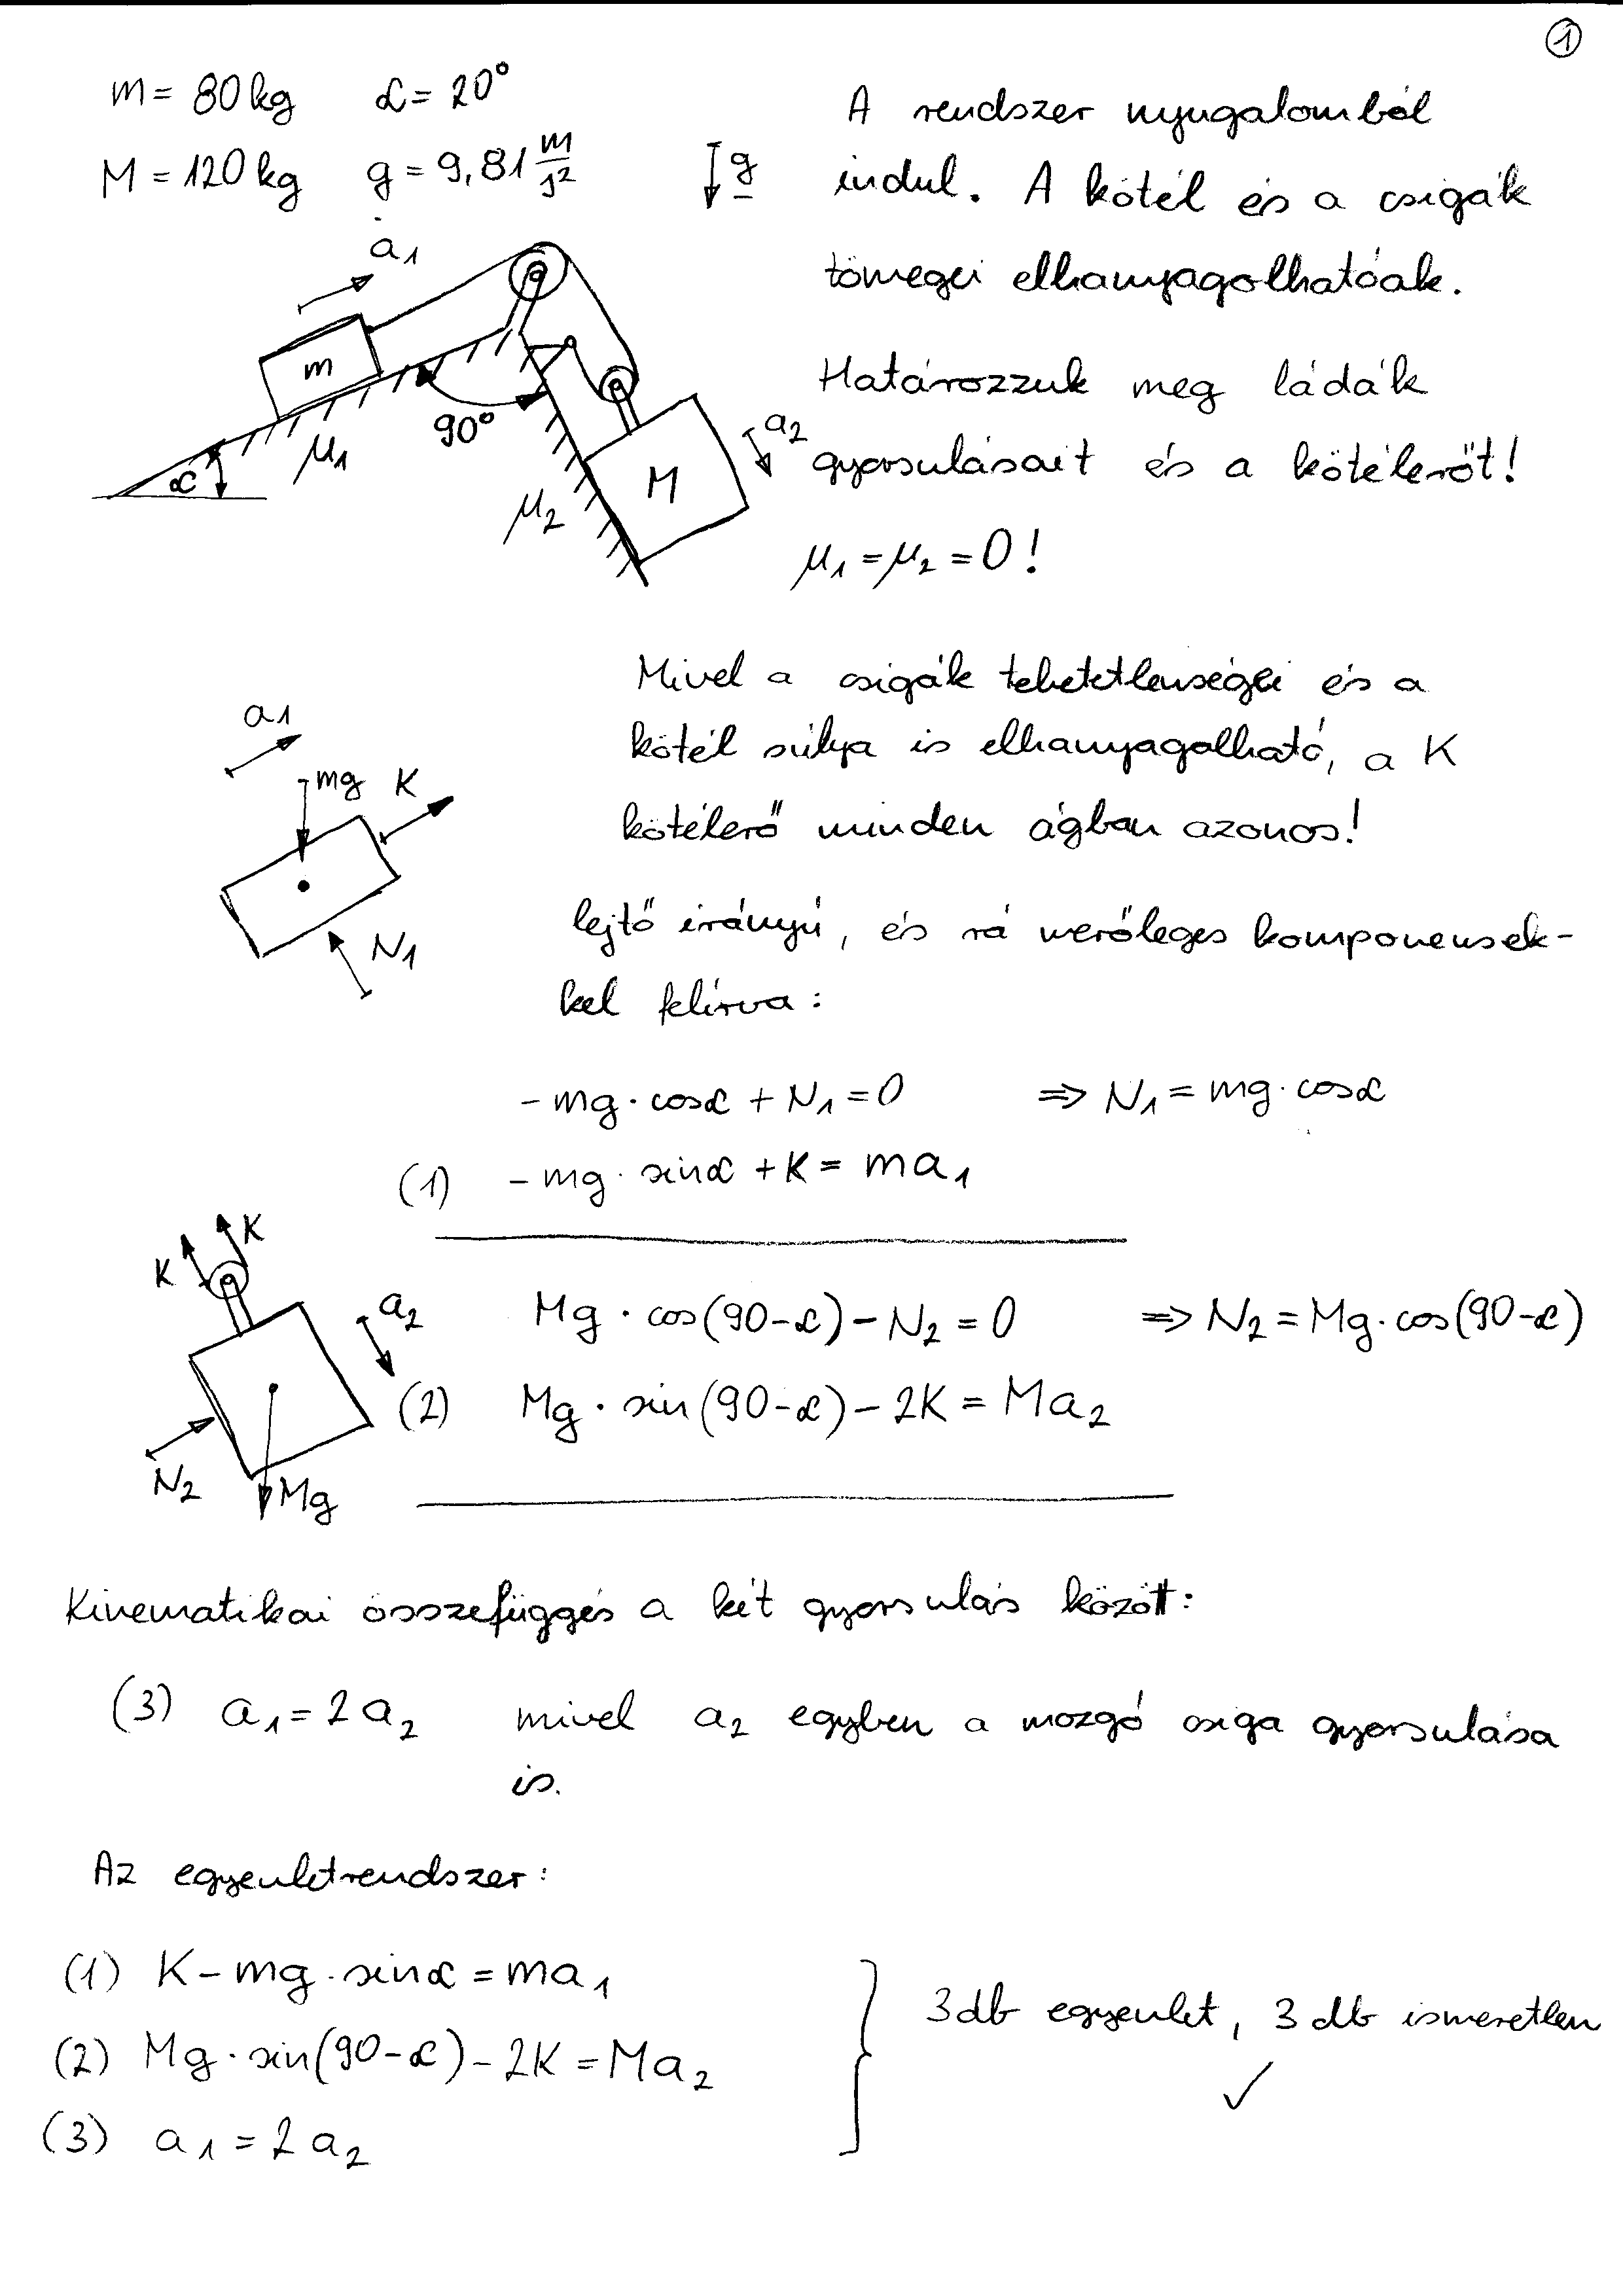 ①
m = 80 kg α = 20°
M = 120 kg g = 9,81 m/s²
g
A rendszer nyugalomból
indul. A kötél és a csigák
tömegei elhanyagolhatóak.
Határozzuk meg ládák
gyorsulásait és a kötélerőt!
μ₁ = μ₂ = 0!
a₁
m
90°
μ₁
α
a₂
M
μ₂
Mivel a csigák tehetetlenségei és a
kötél súlya is elhanyagolható, a K
kötélerő minden ágban azonos!
a₁
mg K
N₁
lejtő irányú, és rá merőleges komponensek-
kel felírva:
-mg·cosα + N₁ = 0 ⇒ N₁ = mg·cosα
(1) -mg·sinα + K = ma₁
K
K
a₂
N₂
Mg
Mg·cos(90-α) - N₂ = 0 ⇒ N₂ = Mg·cos(90-α)
(2) Mg·sin(90-α) - 2K = Ma₂
Kinematikai összefüggés a két gyorsulás között:
(3) a₁ = 2a₂ mivel a₂ egyben a mozgó csiga gyorsulása
is.
Az egyenletrendszer:
(1) K - mg·sinα = ma₁
(2) Mg·sin(90-α) - 2K = Ma₂
(3) a₁ = 2a₂
3 db egyenlet, 3 db ismeretlen
✓